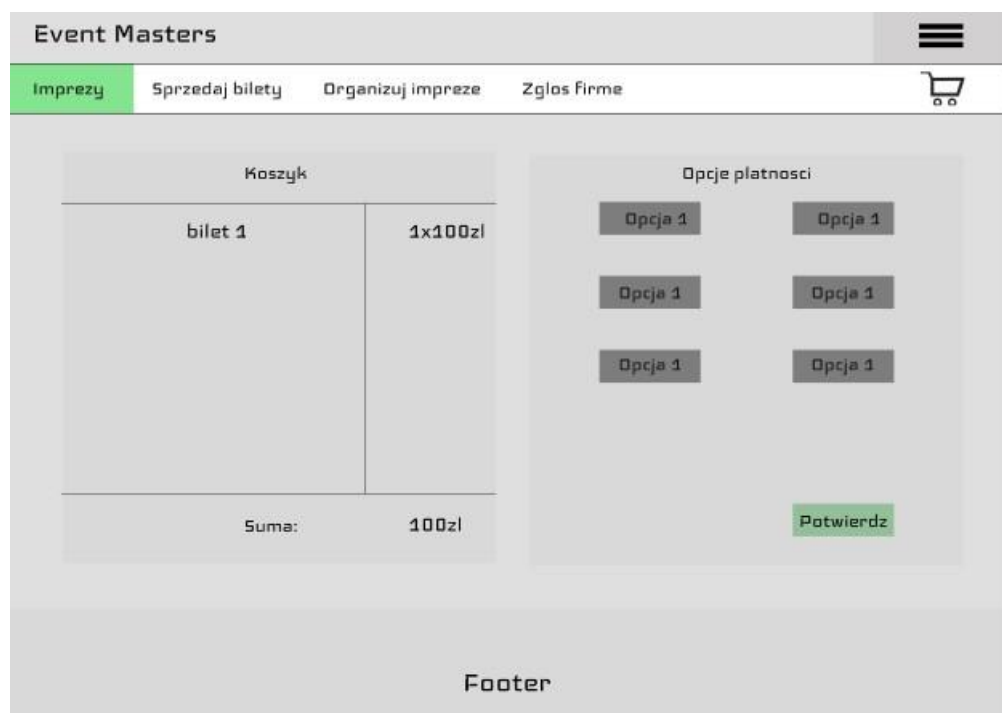 Event Masters
Imprezy Sprzedaj bilety Organizuj impreze Zglos firme
Koszyk
bilet 1 1x100zl
Suma: 100zl
Opcje platnosci
Opcja 1 Opcja 1
Opcja 1 Opcja 1
Opcja 1 Opcja 1
Potwierdz
Footer